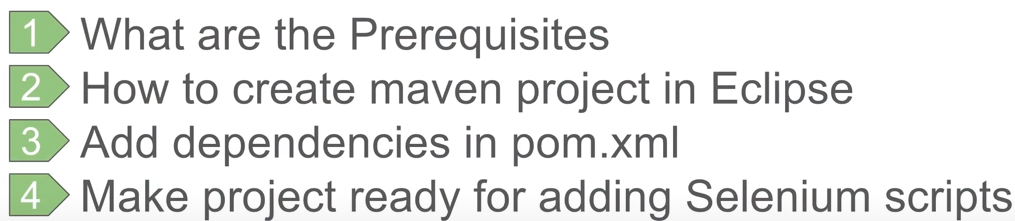 1 What are the Prerequisites
2 How to create maven project in Eclipse
3 Add dependencies in pom.xml
4 Make project ready for adding Selenium scripts